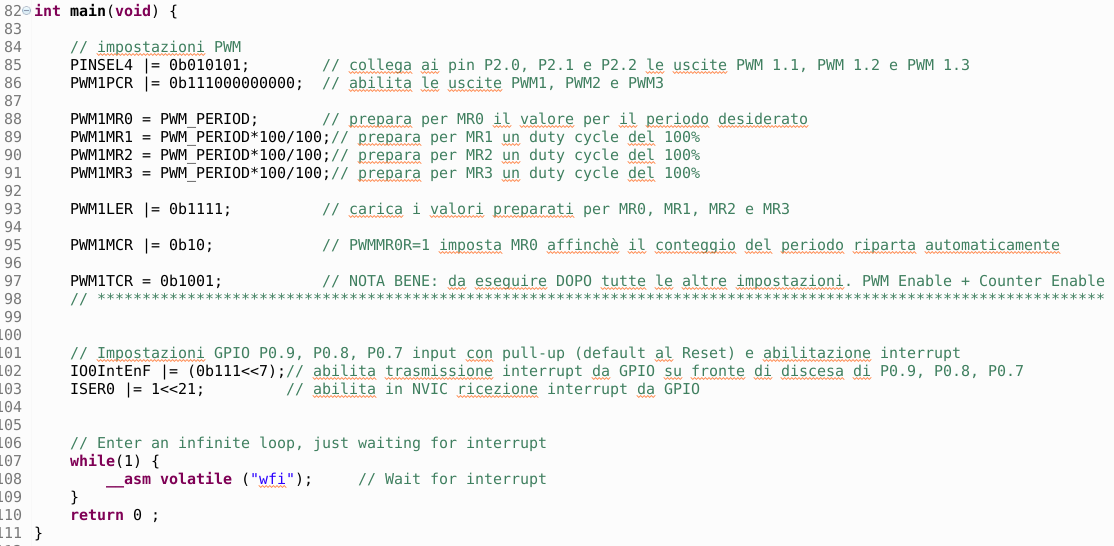 82 int main(void) {
83
84 // impostazioni PWM
85 PINSEL4 |= 0b010101; // collega ai pin P2.0, P2.1 e P2.2 le uscite PWM 1.1, PWM 1.2 e PWM 1.3
86 PWM1PCR |= 0b111000000000; // abilita le uscite PWM1, PWM2 e PWM3
87
88 PWM1MR0 = PWM_PERIOD; // prepara per MR0 il valore per il periodo desiderato
89 PWM1MR1 = PWM_PERIOD*100/100;// prepara per MR1 un duty cycle del 100%
90 PWM1MR2 = PWM_PERIOD*100/100;// prepara per MR2 un duty cycle del 100%
91 PWM1MR3 = PWM_PERIOD*100/100;// prepara per MR3 un duty cycle del 100%
92
93 PWM1LER |= 0b1111; // carica i valori preparati per MR0, MR1, MR2 e MR3
94
95 PWM1MCR |= 0b10; // PWMMR0R=1 imposta MR0 affinchè il conteggio del periodo riparta automaticamente
96
97 PWM1TCR = 0b1001; // NOTA BENE: da eseguire DOPO tutte le altre impostazioni. PWM Enable + Counter Enable
98 // ****************************************************************************************************************
99
100
101 // Impostazioni GPIO P0.9, P0.8, P0.7 input con pull-up (default al Reset) e abilitazione interrupt
102 IO0IntEnF |= (0b111<<7);// abilita trasmissione interrupt da GPIO su fronte di discesa di P0.9, P0.8, P0.7
103 ISER0 |= 1<<21; // abilita in NVIC ricezione interrupt da GPIO
104
105
106 // Enter an infinite loop, just waiting for interrupt
107 while(1) {
108 __asm volatile ("wfi"); // Wait for interrupt
109 }
110 return 0 ;
111 }